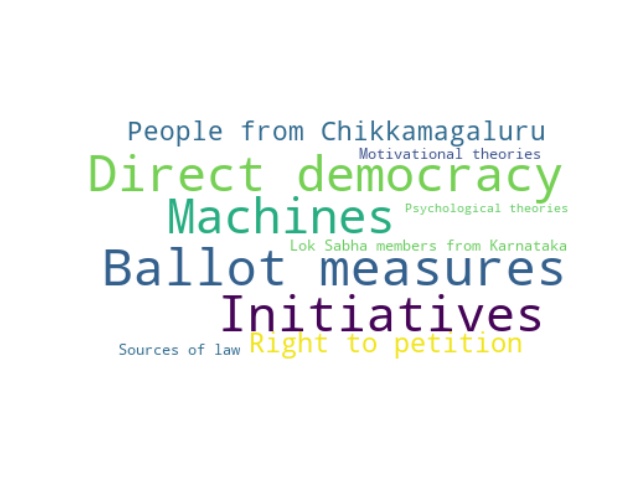 People from Chikkamagaluru
Motivational theories
Direct democracy
Machines
Psychological theories
Lok Sabha members from Karnataka
Ballot measures
Initiatives
Right to petition
Sources of law